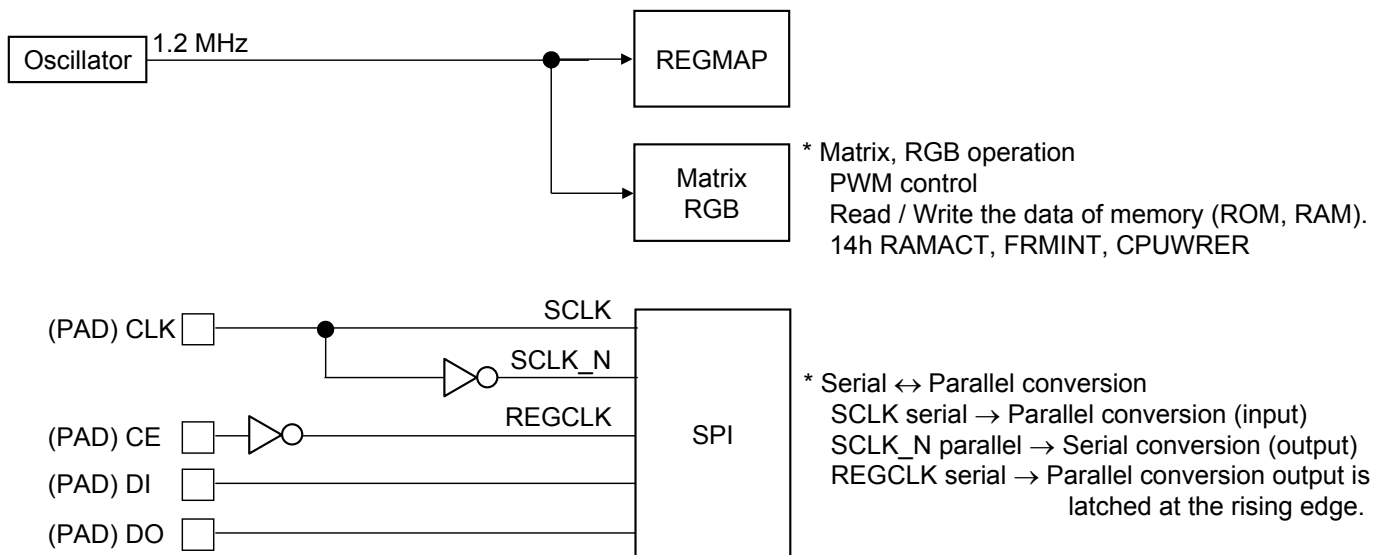 Oscillator
1.2 MHz
REGMAP
Matrix
RGB
* Matrix, RGB operation
PWM control
Read / Write the data of memory (ROM, RAM).
14h RAMACT, FRMINT, CPUWRER
(PAD) CLK
SCLK
SCLK_N
(PAD) CE
REGCLK
(PAD) DI
(PAD) DO
SPI
* Serial ↔ Parallel conversion
SCLK serial → Parallel conversion (input)
SCLK_N parallel → Serial conversion (output)
REGCLK serial → Parallel conversion output is
latched at the rising edge.